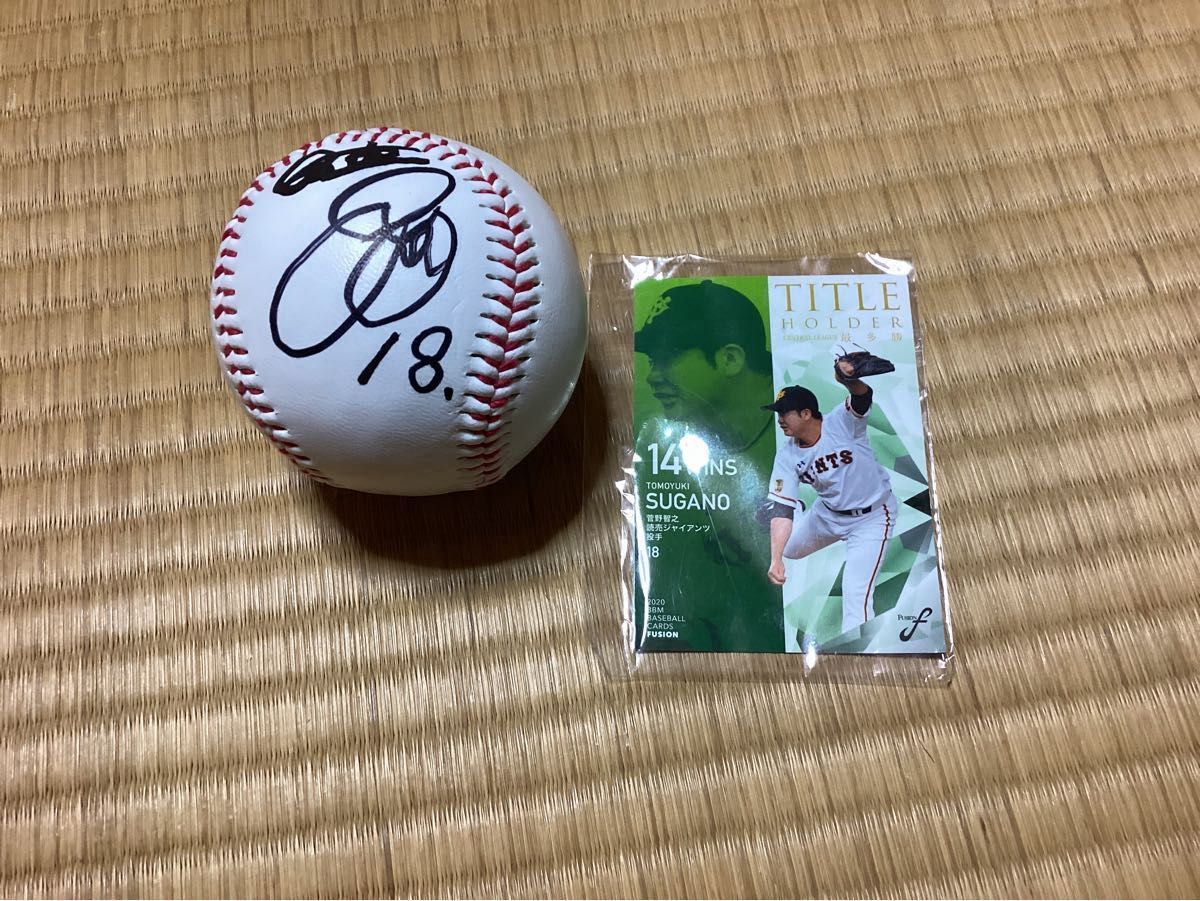 18.
TITLE
HOLDER
CENTRAL LEAGUE 最多勝
14 WINS
TOMOYUKI
SUGANO
菅野智之
読売ジャイアンツ
投手
18
2020
BBM
BASEBALL
CARDS
FUSION
FUSION f